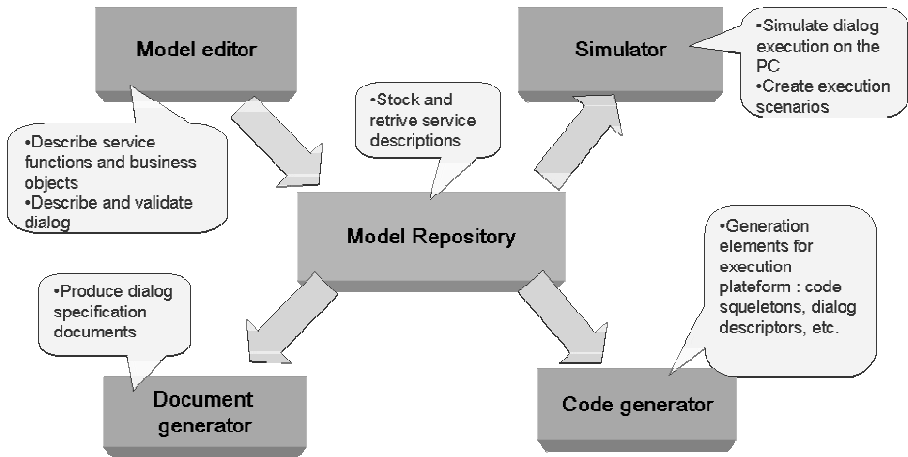 Model editor
Simulator
•Simulate dialog
execution on the
PC
•Create execution
scenarios
•Stock and
retrive service
descriptions
•Describe service
functions and business
objects
•Describe and validate
dialog
Model Repository
•Generation
elements for
execution
plateform : code
squeletons, dialog
descriptors, etc.
•Produce dialog
specification
documents
Document
generator
Code generator